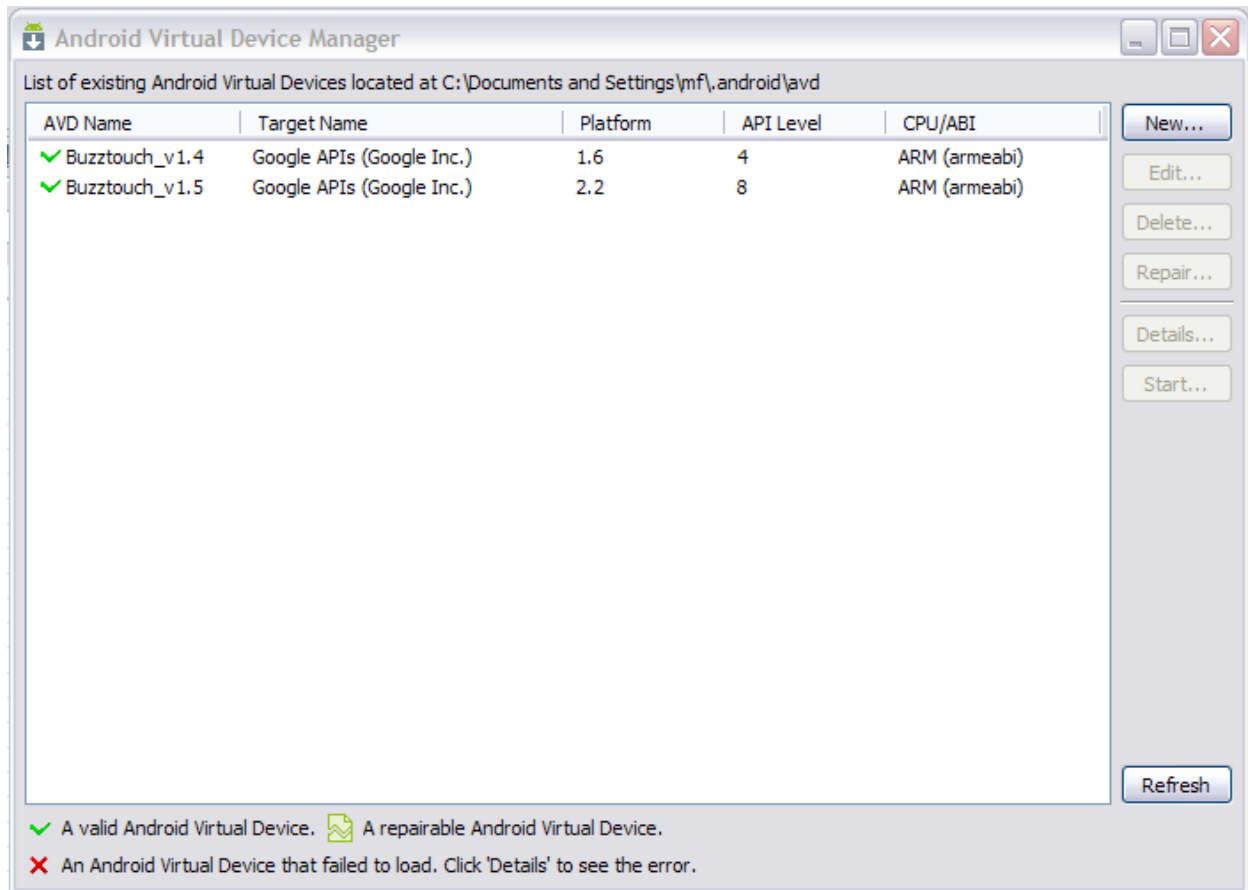 Android Virtual Device Manager
List of existing Android Virtual Devices located at C:\Documents and Settings\mf\.android\avd
AVD Name Target Name Platform API Level CPU/ABI
Buzztouch_v1.4 Google APIs (Google Inc.) 1.6 4 ARM (armeabi)
Buzztouch_v1.5 Google APIs (Google Inc.) 2.2 8 ARM (armeabi)
New...
Edit...
Delete...
Repair...
Details...
Start...
Refresh
A valid Android Virtual Device. A repairable Android Virtual Device.
An Android Virtual Device that failed to load. Click 'Details' to see the error.